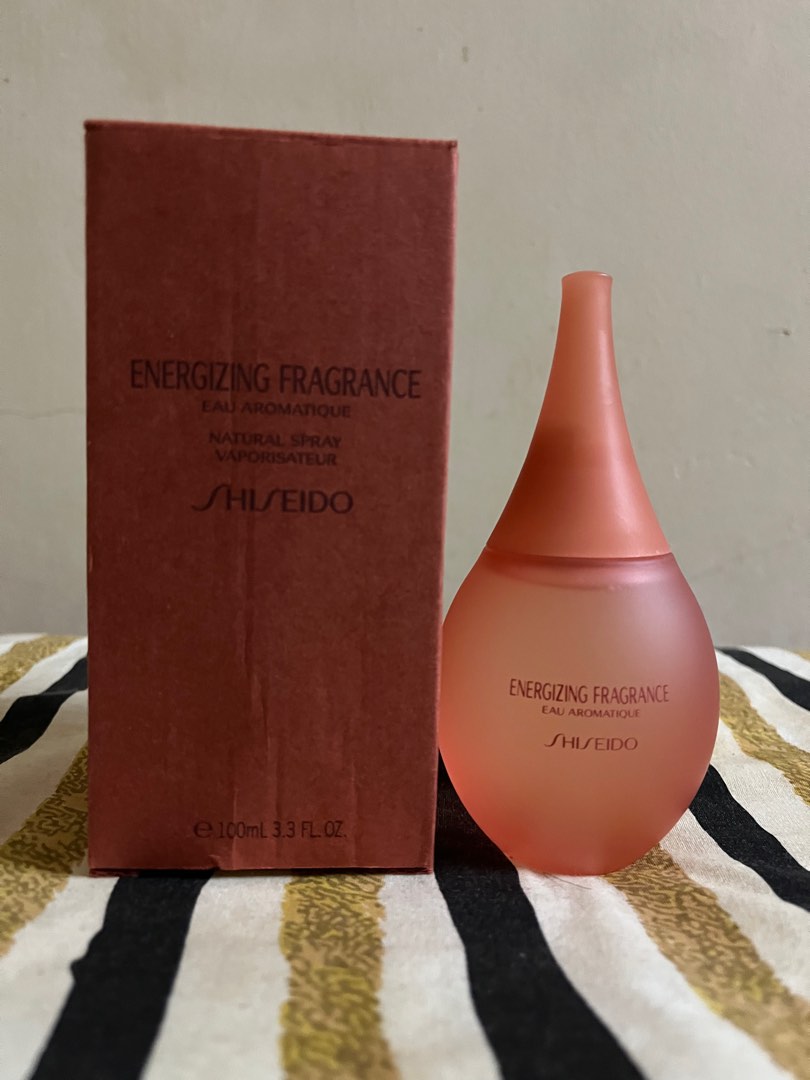 ENERGIZING FRAGRANCE
EAU AROMATIQUE
NATURAL SPRAY
VAPORISATEUR
SHISEIDO
℮ 100mL 3.3 FL.OZ.
ENERGIZING FRAGRANCE
EAU AROMATIQUE
SHISEIDO